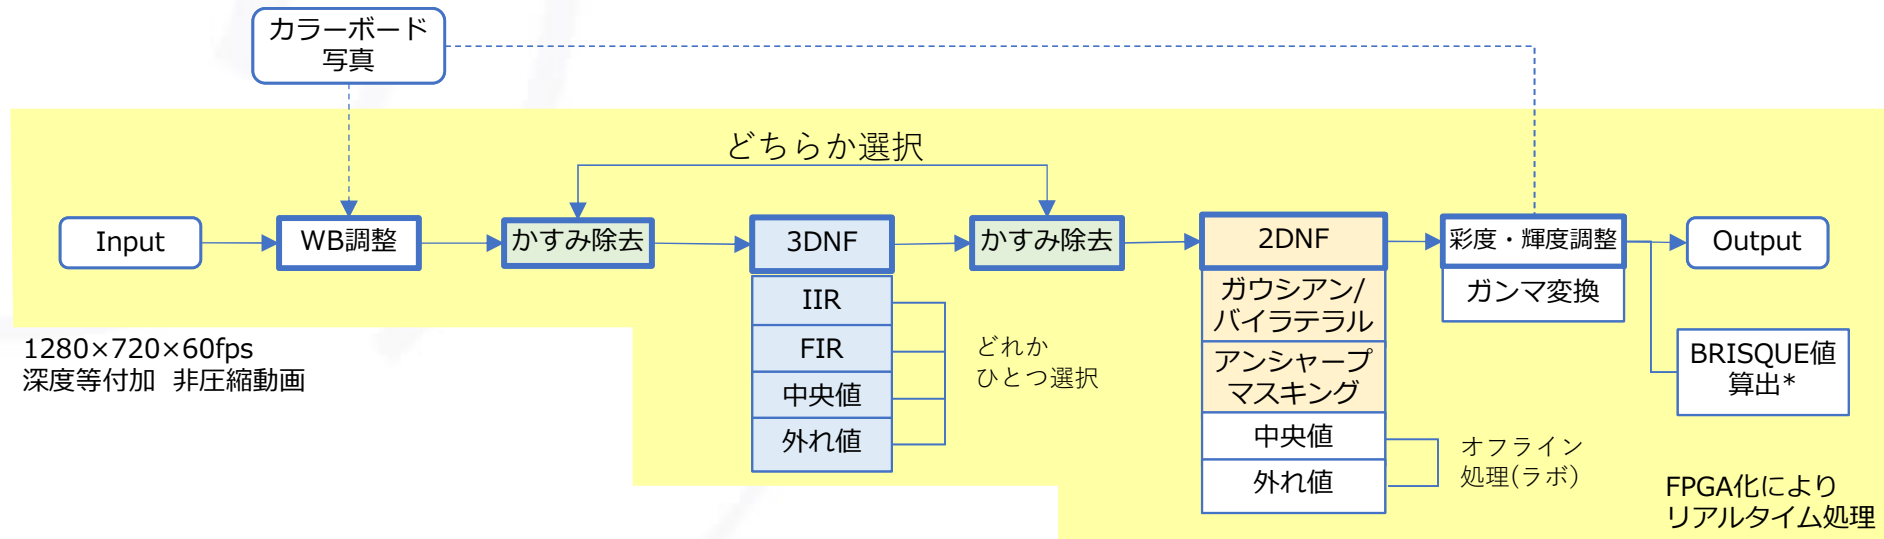 カラーボード
写真
どちらか選択
Input
WB調整
かすみ除去
3DNF
かすみ除去
2DNF
彩度・輝度調整
Output
IIR
FIR
中央値
外れ値
どれか
ひとつ選択
ガウシアン/
バイラテラル
アンシャープ
マスキング
中央値
外れ値
オフライン
処理(ラボ)
ガンマ変換
BRISQUE値
算出*
1280×720×60fps
深度等付加 非圧縮動画
FPGA化により
リアルタイム処理